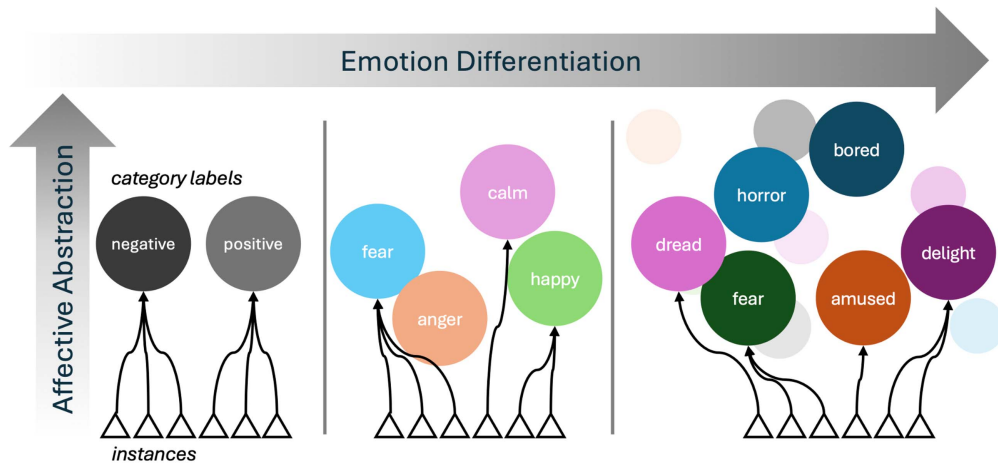 Emotion Differentiation
Affective Abstraction
category labels
negative
positive
instances
fear
anger
calm
happy
dread
horror
bored
fear
amused
delight